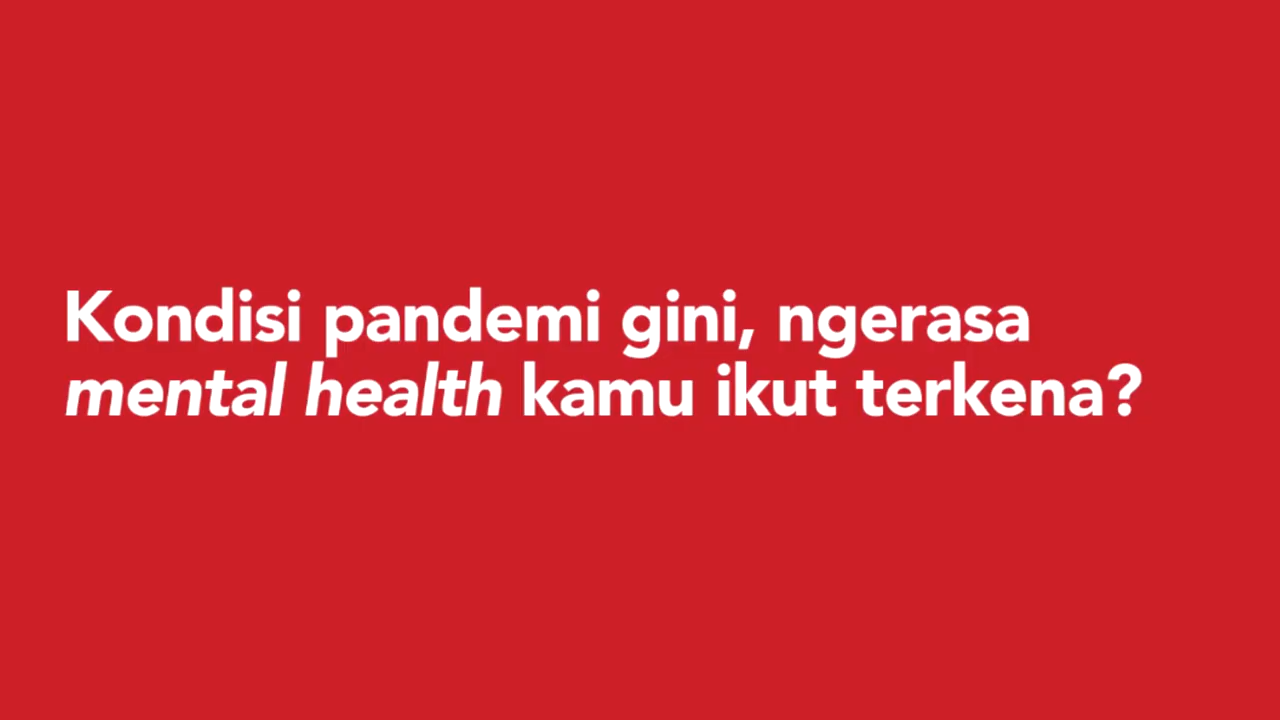 Kondisi pandemi gini, ngerasa
mental health kamu ikut terkena?